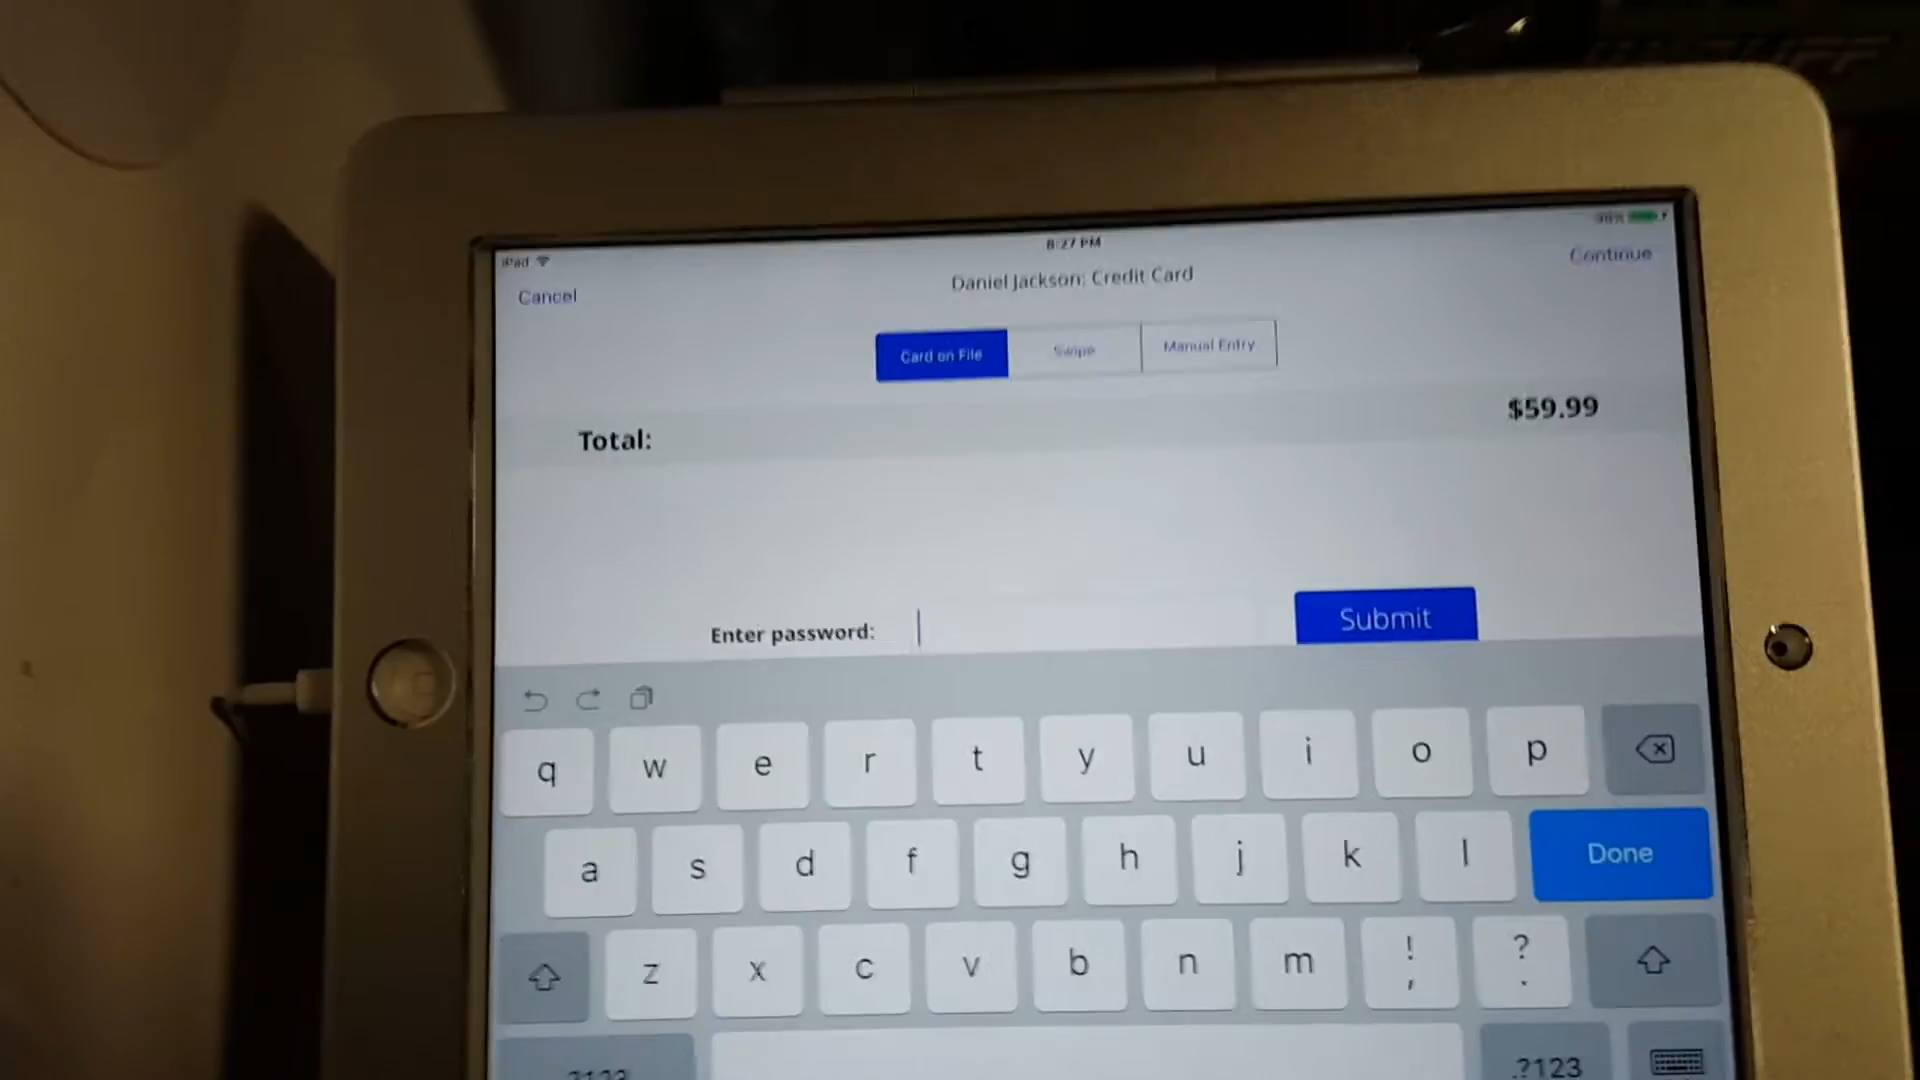 iPad
8:27 PM
Cancel
Daniel Jackson: Credit Card
Continue
Card on File
Swipe
Manual Entry
Total:
$59.99
Enter password:
Submit
q w e r t y u i o p
a s d f g h j k l Done
z x c v b n m ! , ? .
.?123